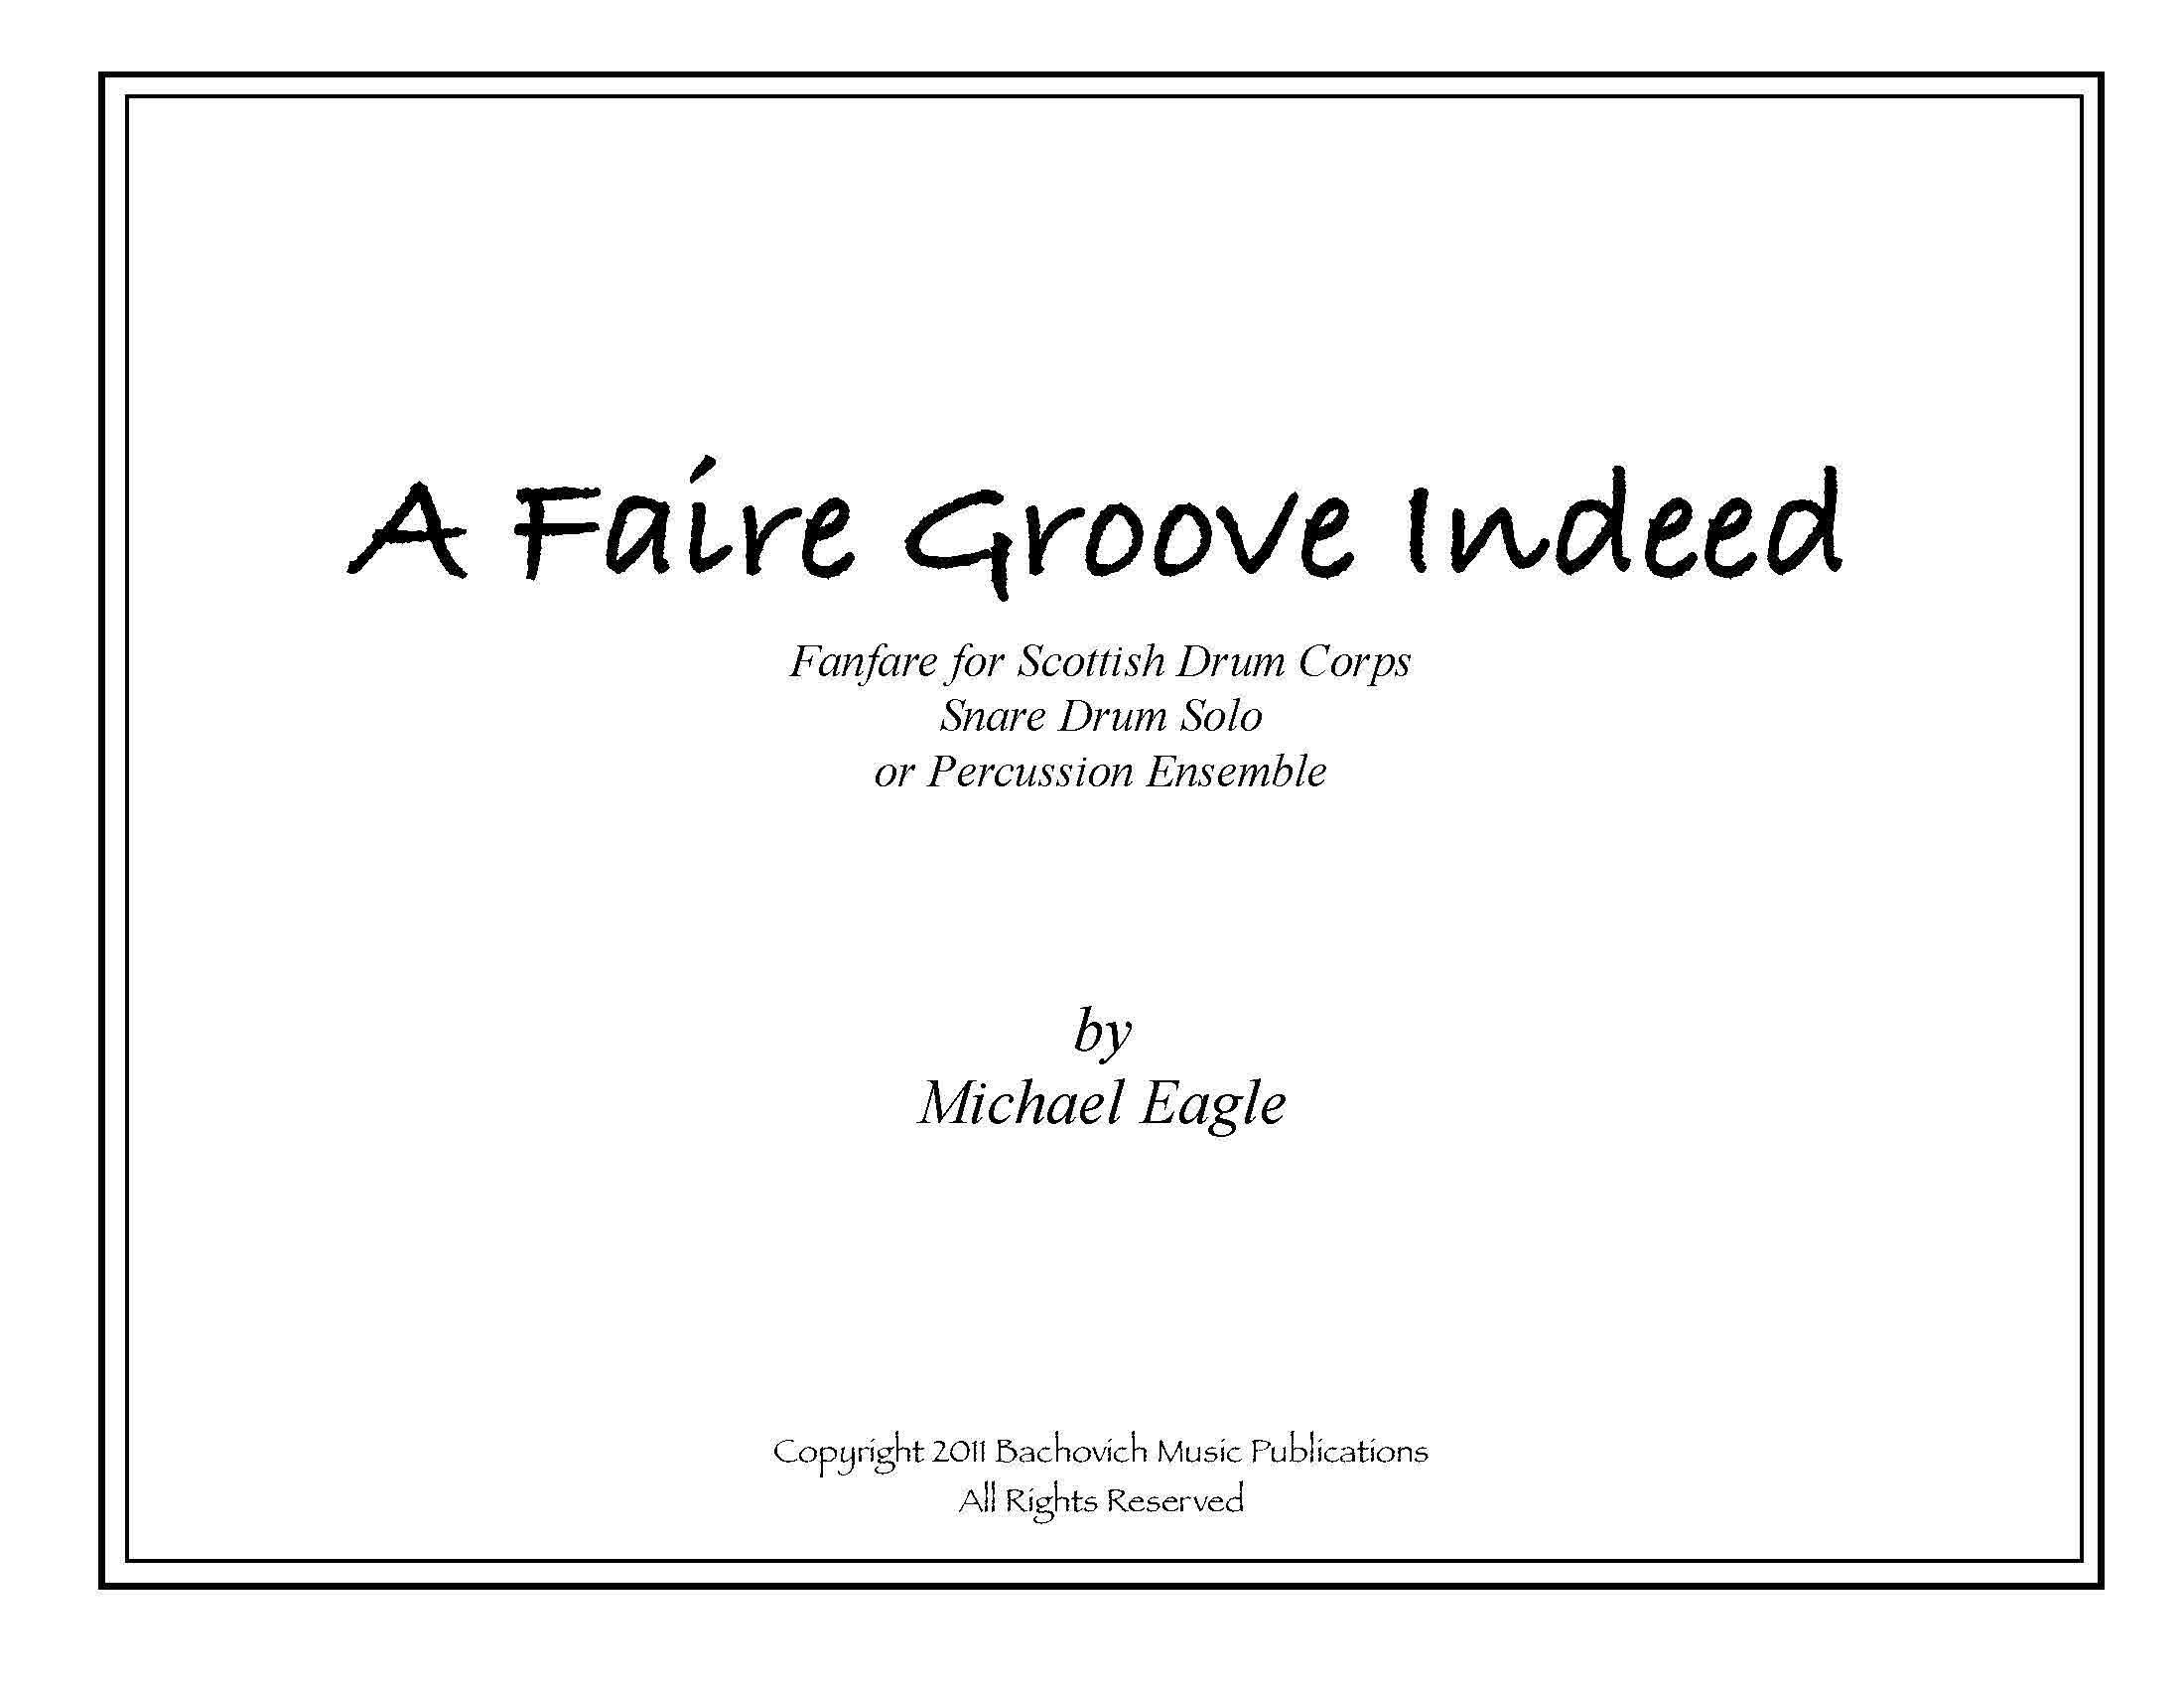 A Faire Groove Indeed
Fanfare for Scottish Drum Corps
Snare Drum Solo
or Percussion Ensemble
by
Michael Eagle
Copyright 2011 Bachovich Music Publications
All Rights Reserved